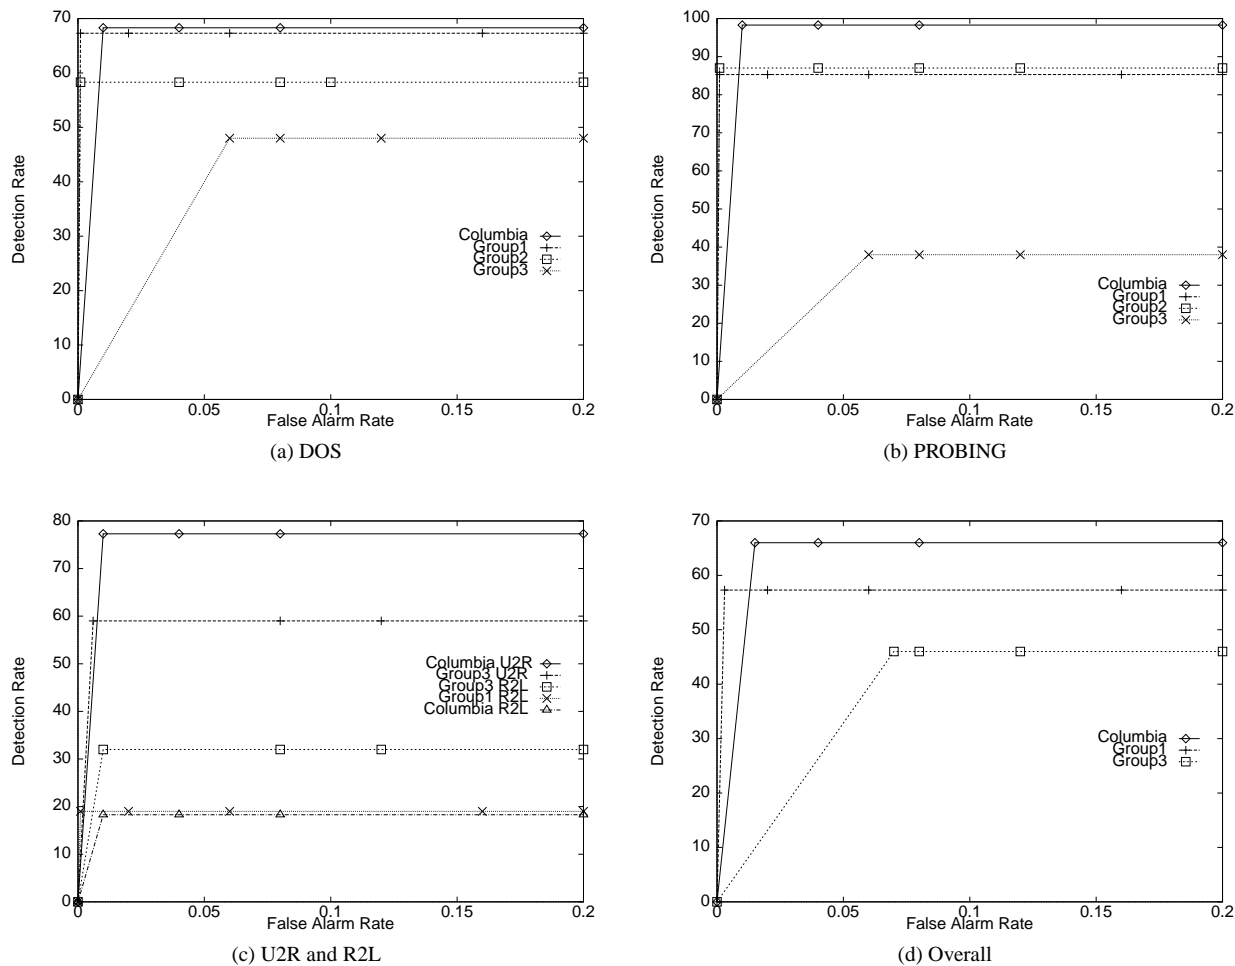 70
60
50
40
30
20
10
0
Detection Rate
Columbia
Group1
Group2
Group3
0 0.05 0.1 0.15 0.2
False Alarm Rate
(a) DOS
100
90
80
70
60
50
40
30
20
10
0
Detection Rate
Columbia
Group1
Group2
Group3
0 0.05 0.1 0.15 0.2
False Alarm Rate
(b) PROBING
80
70
60
50
40
30
20
10
0
Detection Rate
Columbia U2R
Group3 U2R
Group3 R2L
Group1 R2L
Columbia R2L
0 0.05 0.1 0.15 0.2
False Alarm Rate
(c) U2R and R2L
70
60
50
40
30
20
10
0
Detection Rate
Columbia
Group1
Group3
0 0.05 0.1 0.15 0.2
False Alarm Rate
(d) Overall